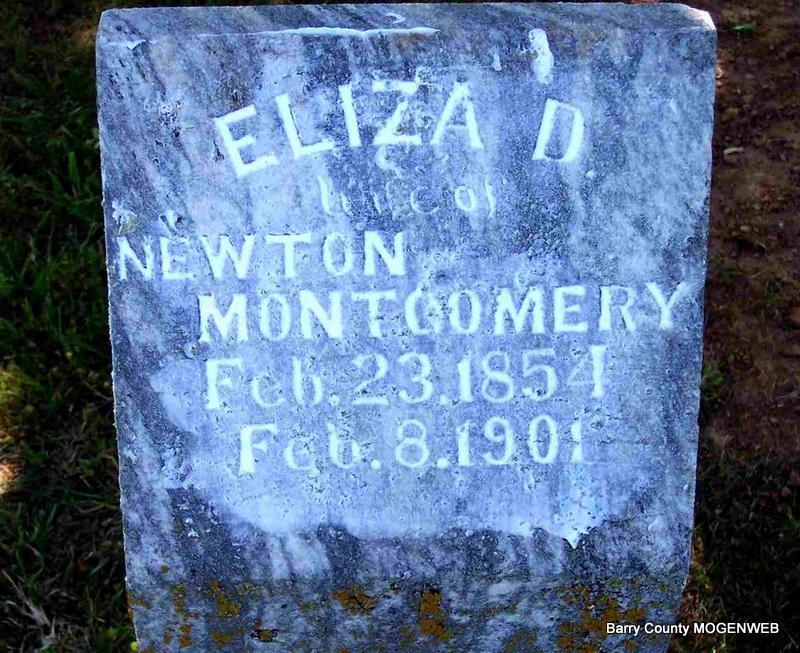 ELIZA D.
wife of
NEWTON
MONTGOMERY
Feb. 23. 1854
Feb. 8. 1901
Barry County MOGENWEB